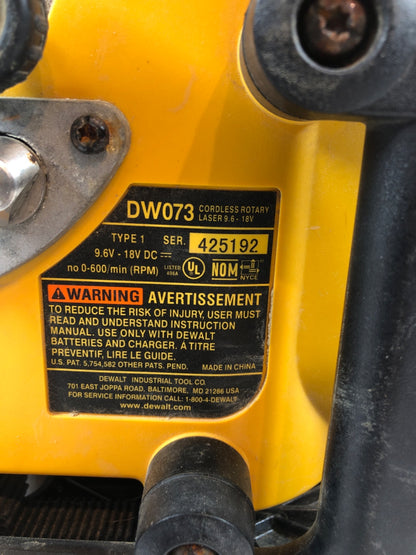 DW073 CORDLESS ROTARY
LASER 9.6 - 18V
TYPE 1 SER. 425192
9.6V - 18V DC
no 0-600/min (RPM) LISTED UL NOM NYCE
WARNING AVERTISSEMENT
TO REDUCE THE RISK OF INJURY, USER MUST
READ AND UNDERSTAND INSTRUCTION
MANUAL. USE ONLY WITH DEWALT
BATTERIES AND CHARGER. A TITRE
PREVENTIF, LIRE LE GUIDE.
U.S. PAT. 5,754,582 OTHER PATS. PEND. MADE IN CHINA
DEWALT INDUSTRIAL TOOL CO.
701 EAST JOPPA ROAD, BALTIMORE, MD 21286 USA
FOR SERVICE INFORMATION CALL: 1-800-4-DEWALT
www.dewalt.com